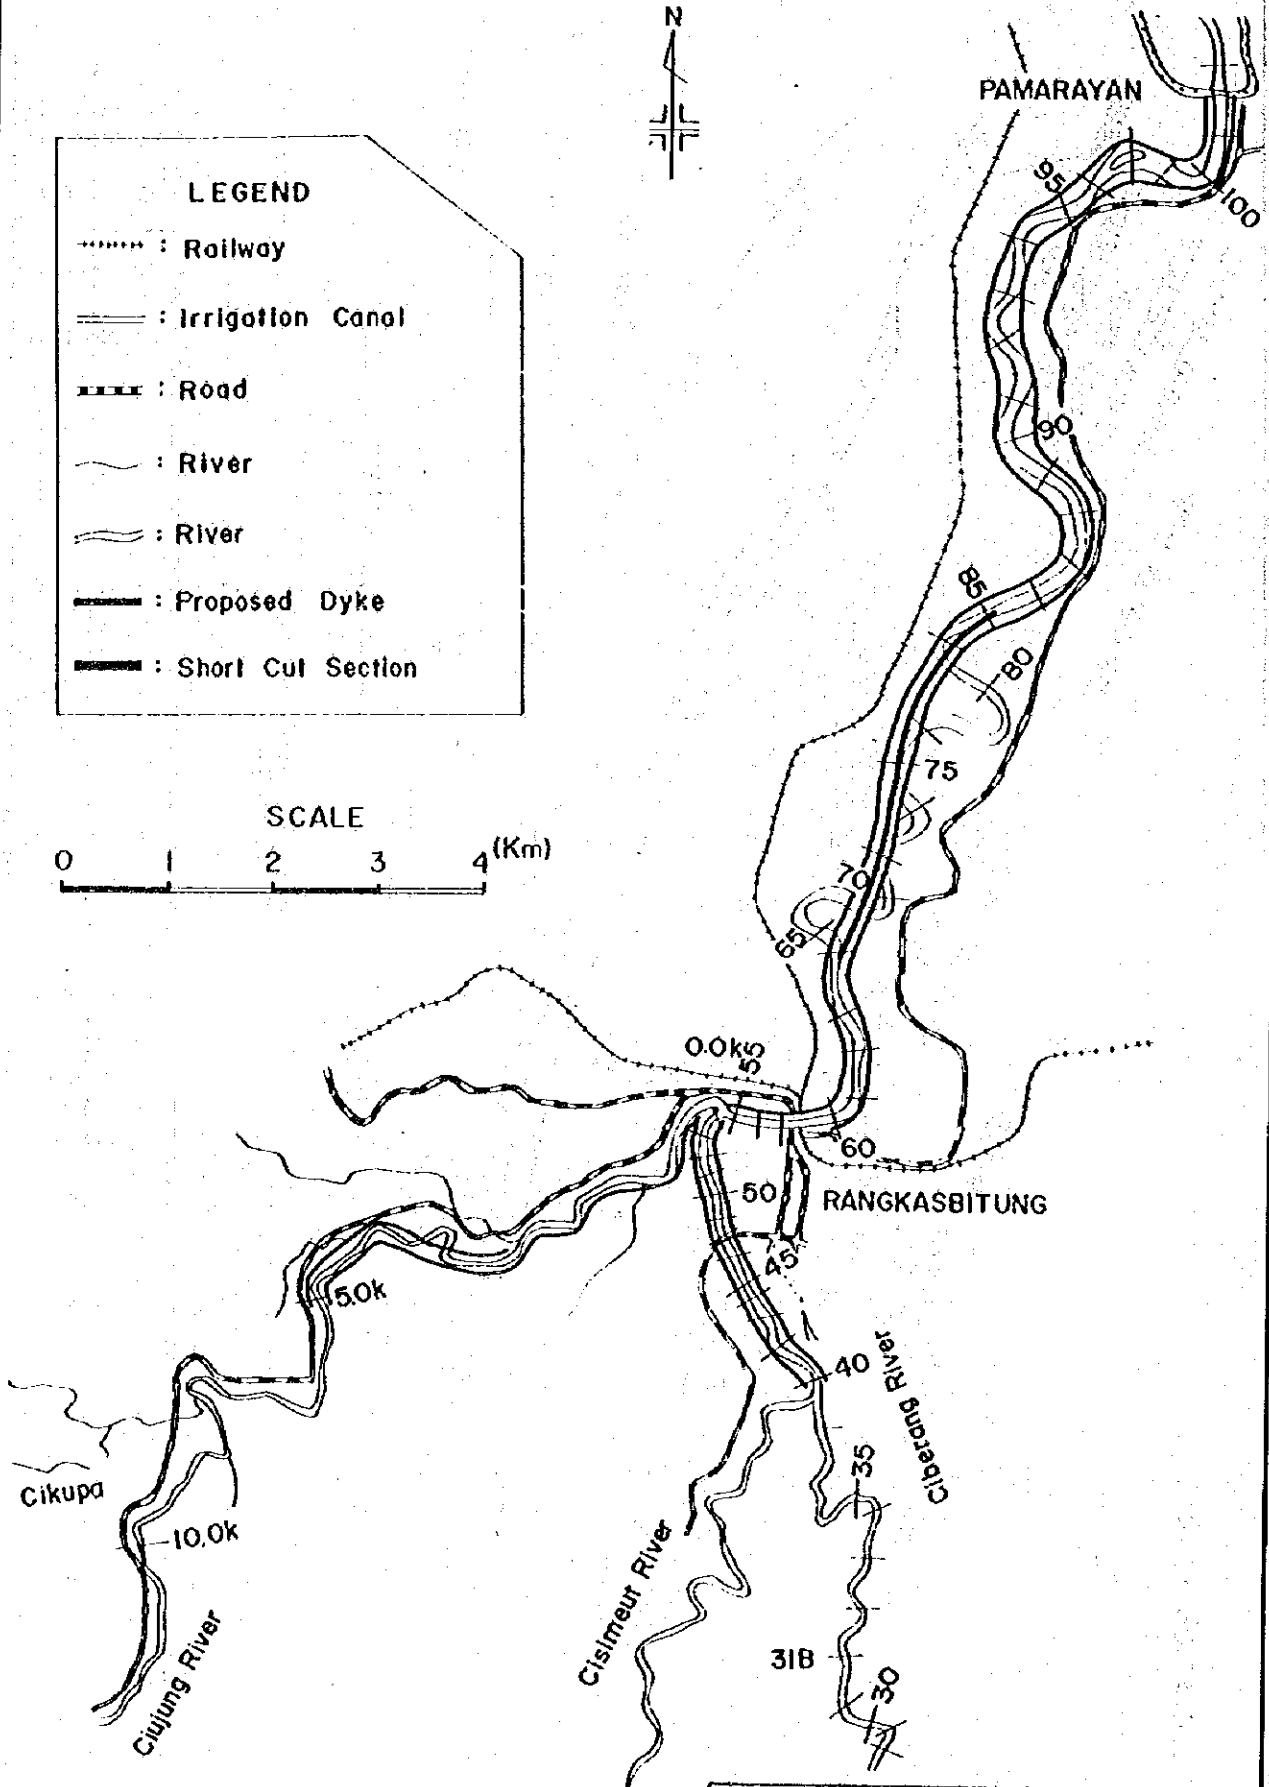 N
PAMARAYAN
LEGEND
: Railway
: Irrigation Canal
: Road
: River
: River
: Proposed Dyke
: Short Cut Section
SCALE
0 1 2 3 4 (Km)
95
100
90
85
80
75
70
65
0.0k
55
60
50
RANGKASBITUNG
45
5.0k
40
Ciberang River
35
Cikupa
10.0k
Cisimeut River
Ciujung River
31B
30